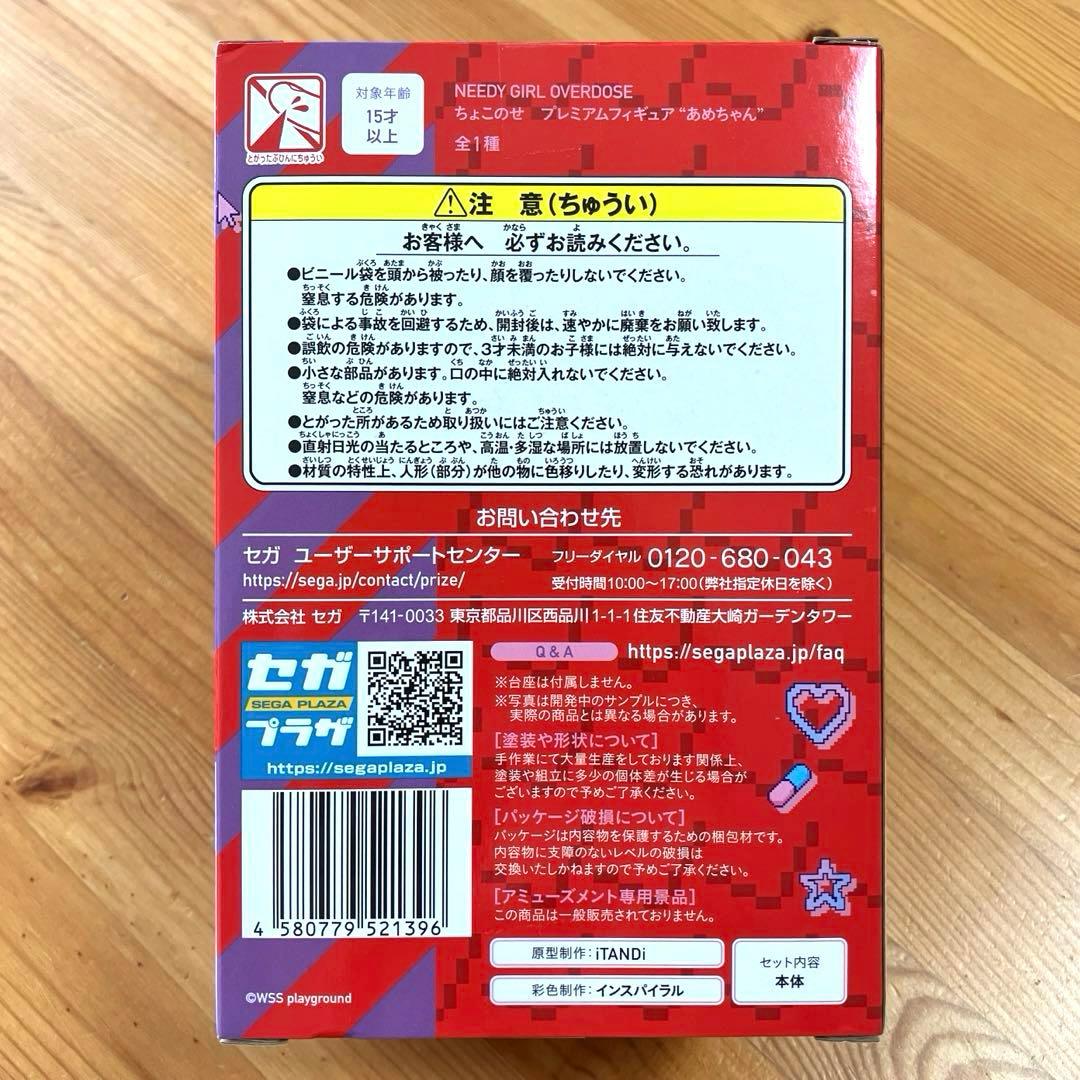 とがったぶひんにちゅうい
対象年齢
15才
以上
NEEDY GIRL OVERDOSE
ちょこのせ プレミアムフィギュア “あめちゃん”
全1種
⚠注 意(ちゅうい)
お客様へ 必ずお読みください。
●ビニール袋を頭から被ったり、顔を覆ったりしないでください。
窒息する危険があります。
●袋による事故を回避するため、開封後は、速やかに廃棄をお願い致します。
●誤飲の危険がありますので、3才未満のお子様には絶対に与えないでください。
●小さな部品があります。口の中に絶対入れないでください。
窒息などの危険があります。
●とがった所があるため取り扱いにはご注意ください。
●直射日光の当たるところや、高温・多湿な場所には放置しないでください。
●材質の特性上、人形(部分)が他の物に色移りしたり、変形する恐れがあります。
お問い合わせ先
セガ ユーザーサポートセンター フリーダイヤル 0120-680-043
https://sega.jp/contact/prize/ 受付時間10:00〜17:00(弊社指定休日を除く)
株式会社 セガ 〒141-0033 東京都品川区西品川1-1-1住友不動産大崎ガーデンタワー
セガ
SEGA PLAZA
プラザ
https://segaplaza.jp
Q&A https://segaplaza.jp/faq
※台座は付属しません。
※写真は開発中のサンプルにつき、
実際の商品とは異なる場合があります。
[塗装や形状について]
手作業にて大量生産をしております関係上、
塗装や組立に多少の個体差が生じる場合が
ございますので予めご了承ください。
[パッケージ破損について]
パッケージは内容物を保護するための梱包材です。
内容物に支障のないレベルの破損は
交換いたしかねますので予めご了承ください。
[アミューズメント専用景品]
この商品は一般販売されておりません。
4 580779 521396
©WSS playground
原型制作:iTANDi
彩色制作:インスパイラル
セット内容
本体